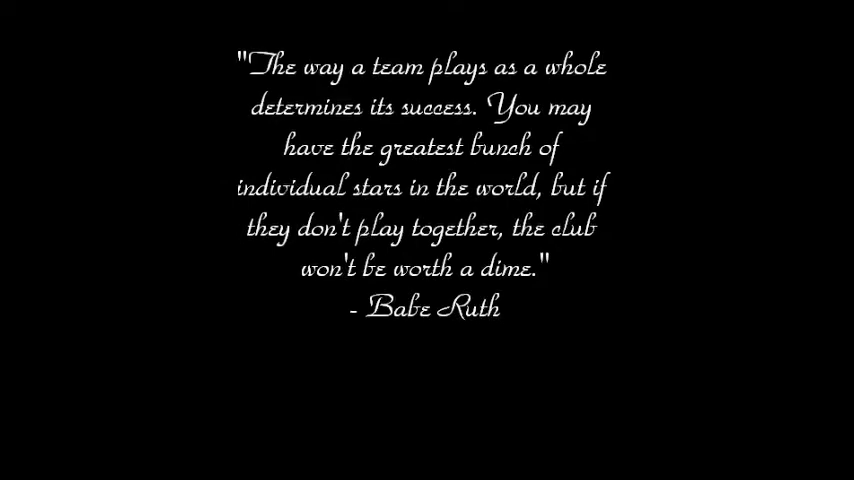 "The way a team plays as a whole
determines its success. You may
have the greatest bunch of
individual stars in the world, but if
they don't play together, the club
won't be worth a dime."
- Babe Ruth